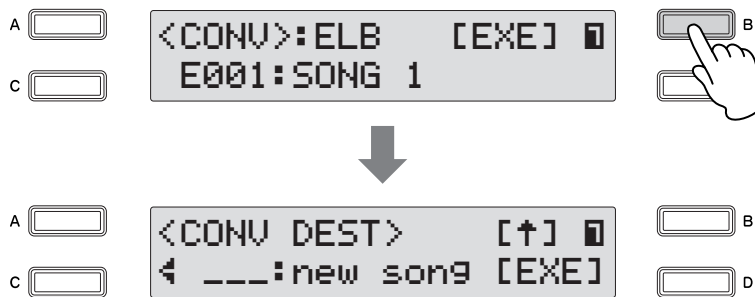 A
<CONV>:ELB [EXE]
B
C
E001:SONG 1
A
<CONV DEST> [↑]
B
C
___:new song [EXE]
D